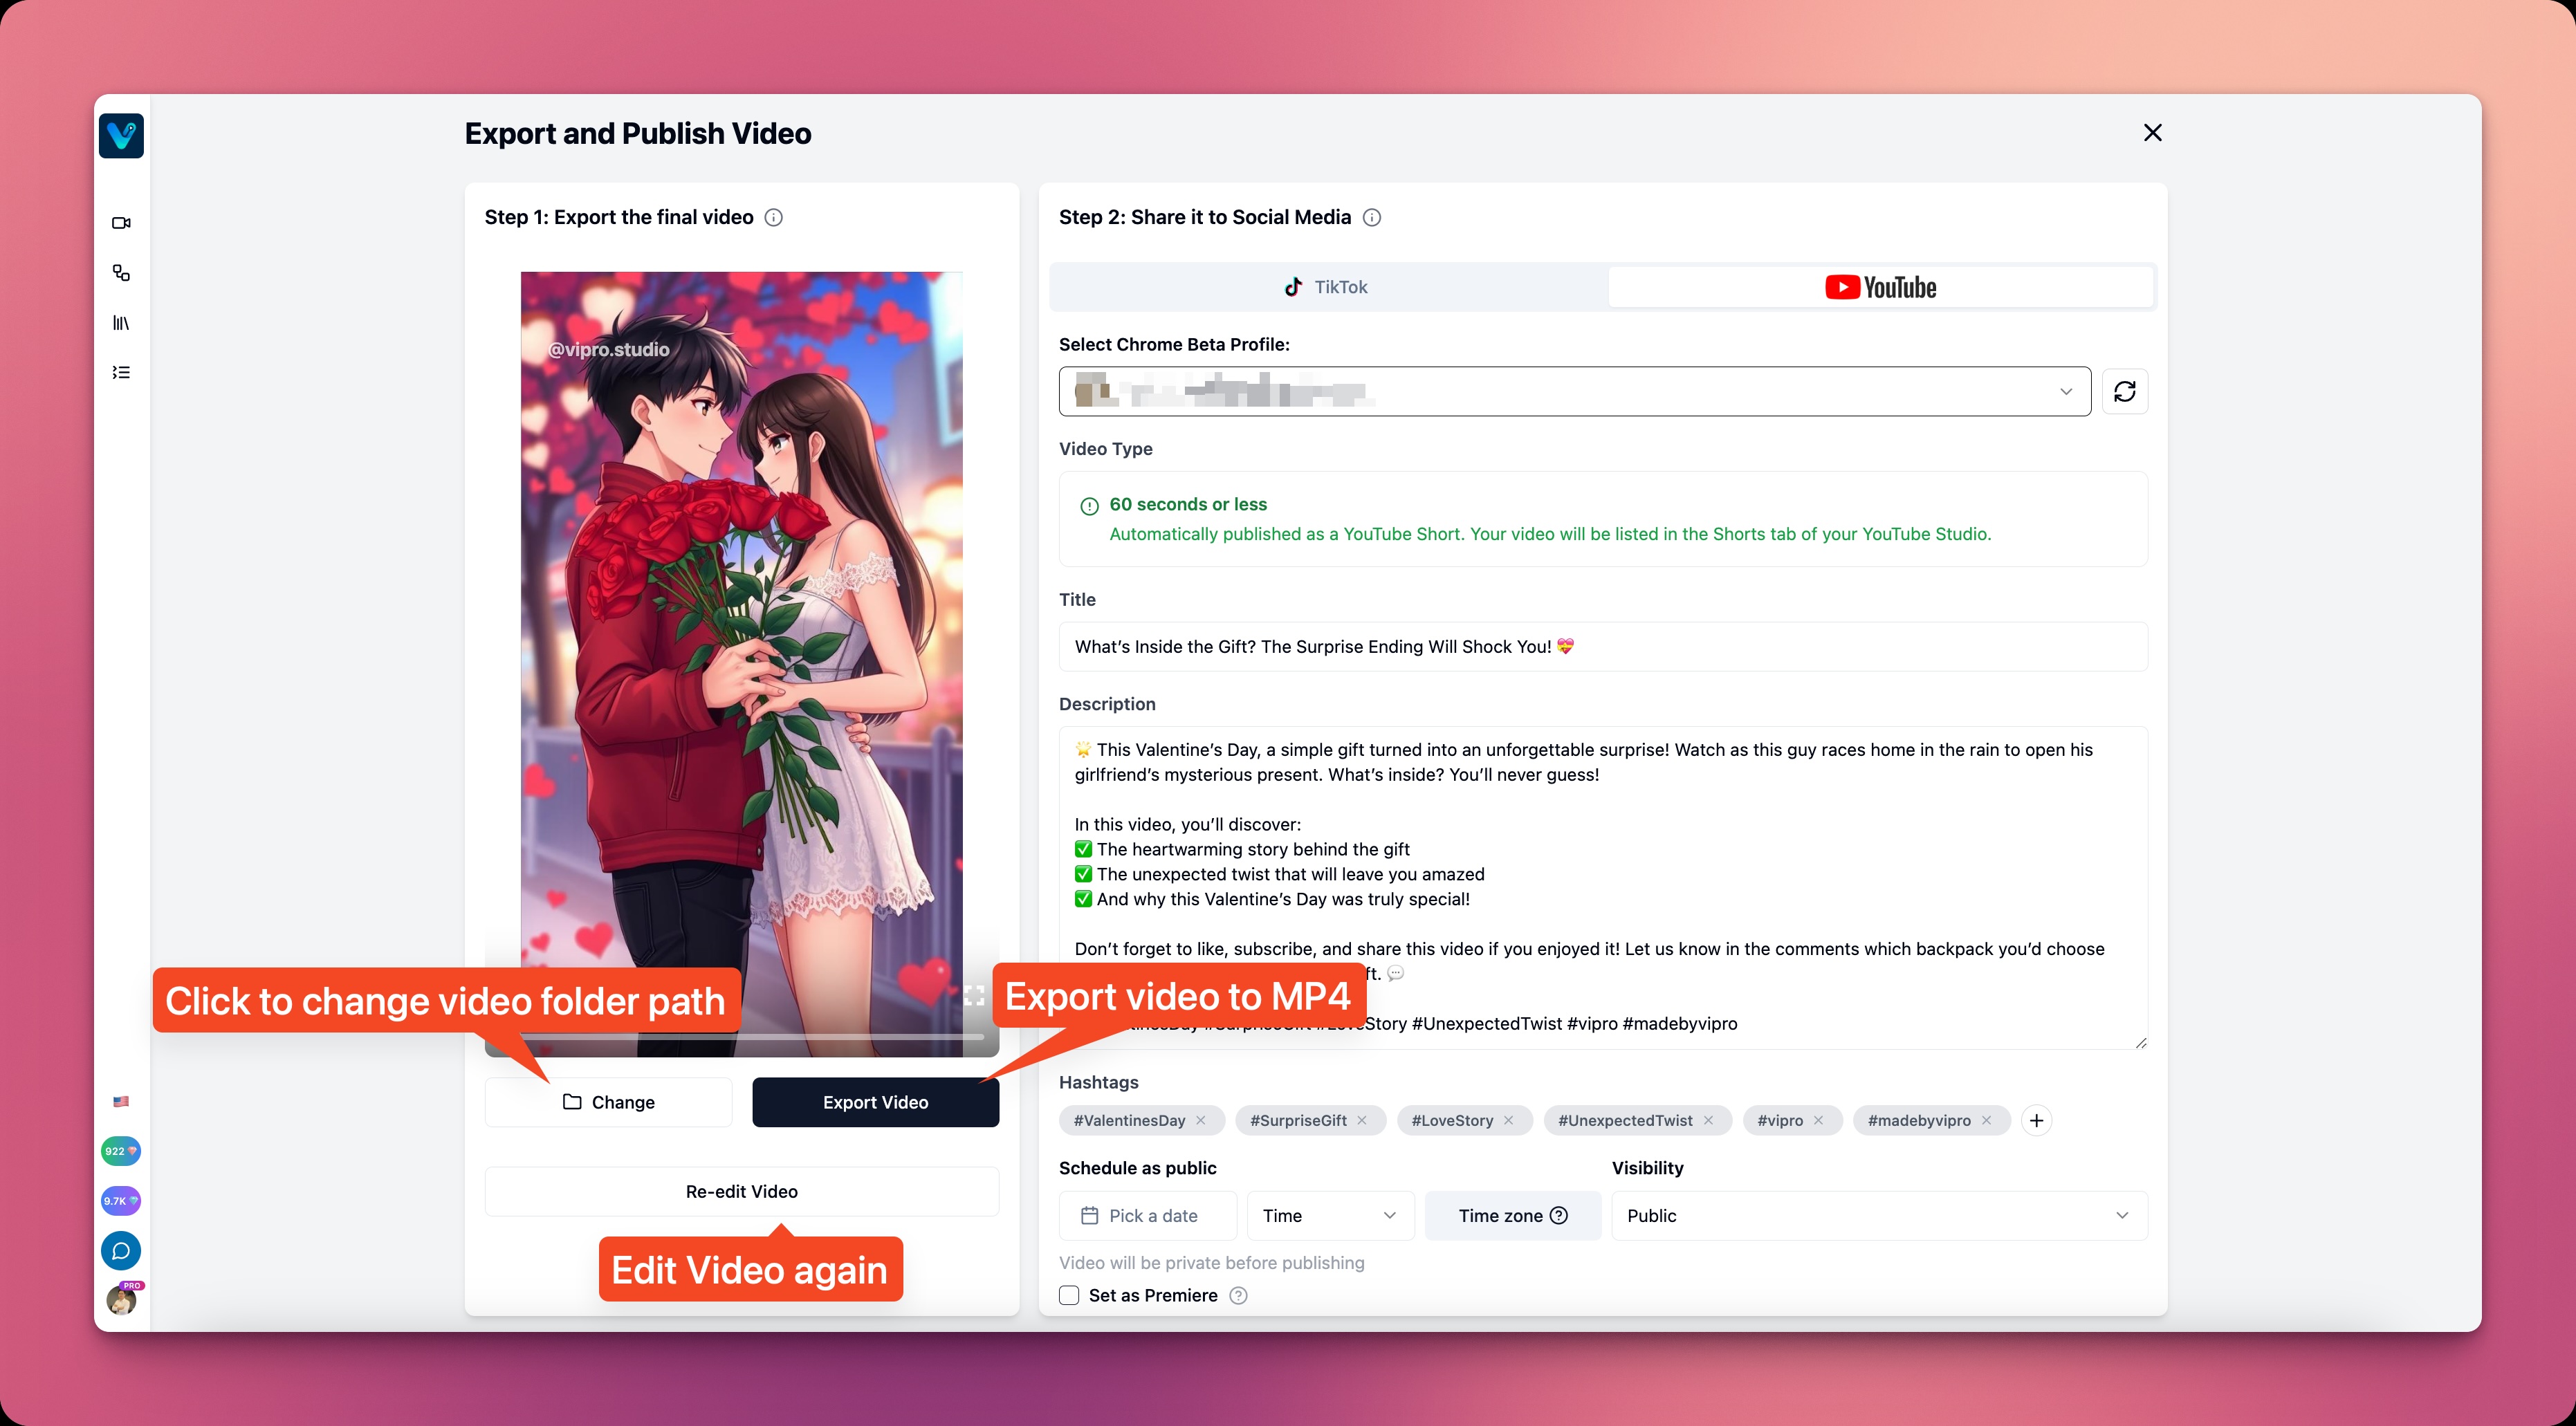 Export and Publish Video
Step 1: Export the final video
@vipro.studio
Click to change video folder path
Export video to MP4
Change
Export Video
Re-edit Video
Edit Video again
Step 2: Share it to Social Media
TikTok
YouTube
Select Chrome Beta Profile:
Video Type
60 seconds or less
Automatically published as a YouTube Short. Your video will be listed in the Shorts tab of your YouTube Studio.
Title
What's Inside the Gift? The Surprise Ending Will Shock You! 💝
Description
🌟 This Valentine's Day, a simple gift turned into an unforgettable surprise! Watch as this guy races home in the rain to open his
girlfriend's mysterious present. What's inside? You'll never guess!
In this video, you'll discover:
✅ The heartwarming story behind the gift
✅ The unexpected twist that will leave you amazed
✅ And why this Valentine's Day was truly special!
Don't forget to like, subscribe, and share this video if you enjoyed it! Let us know in the comments which backpack you'd choose
ft. 💬
#UnexpectedTwist #vipro #madebyvipro
Hashtags
#ValentinesDay #SurpriseGift #LoveStory #UnexpectedTwist #vipro #madebyvipro
Schedule as public
Visibility
Pick a date
Time
Time zone
Public
Video will be private before publishing
Set as Premiere
922
9.7K
PRO